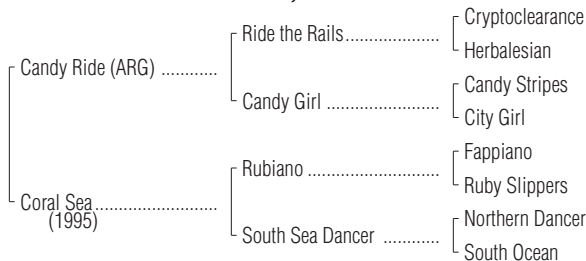 Cryptoclearance
Ride the Rails
Herbalesian
Candy Ride (ARG)
Candy Stripes
Candy Girl
City Girl
Fappiano
Rubiano
Ruby Slippers
Coral Sea
(1995)
Northern Dancer
South Sea Dancer
South Ocean